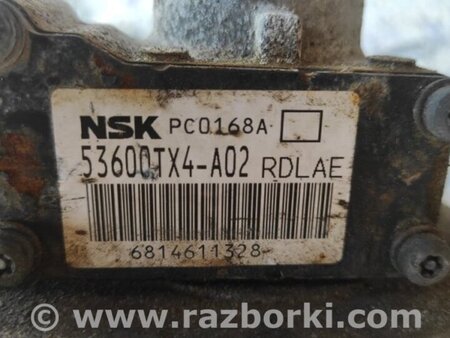 NSK PC0168A
53600TX4-A02 RDLAE
6814611328
www.razborki.com